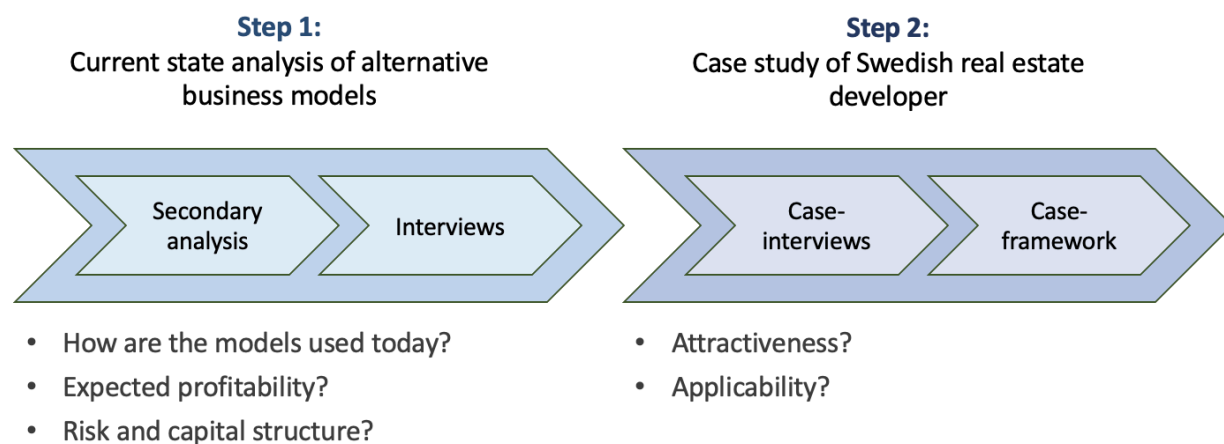 Step 1:
Current state analysis of alternative
business models
Secondary
analysis
Interviews
• How are the models used today?
• Expected profitability?
• Risk and capital structure?
Step 2:
Case study of Swedish real estate
developer
Case-
interviews
Case-
framework
• Attractiveness?
• Applicability?